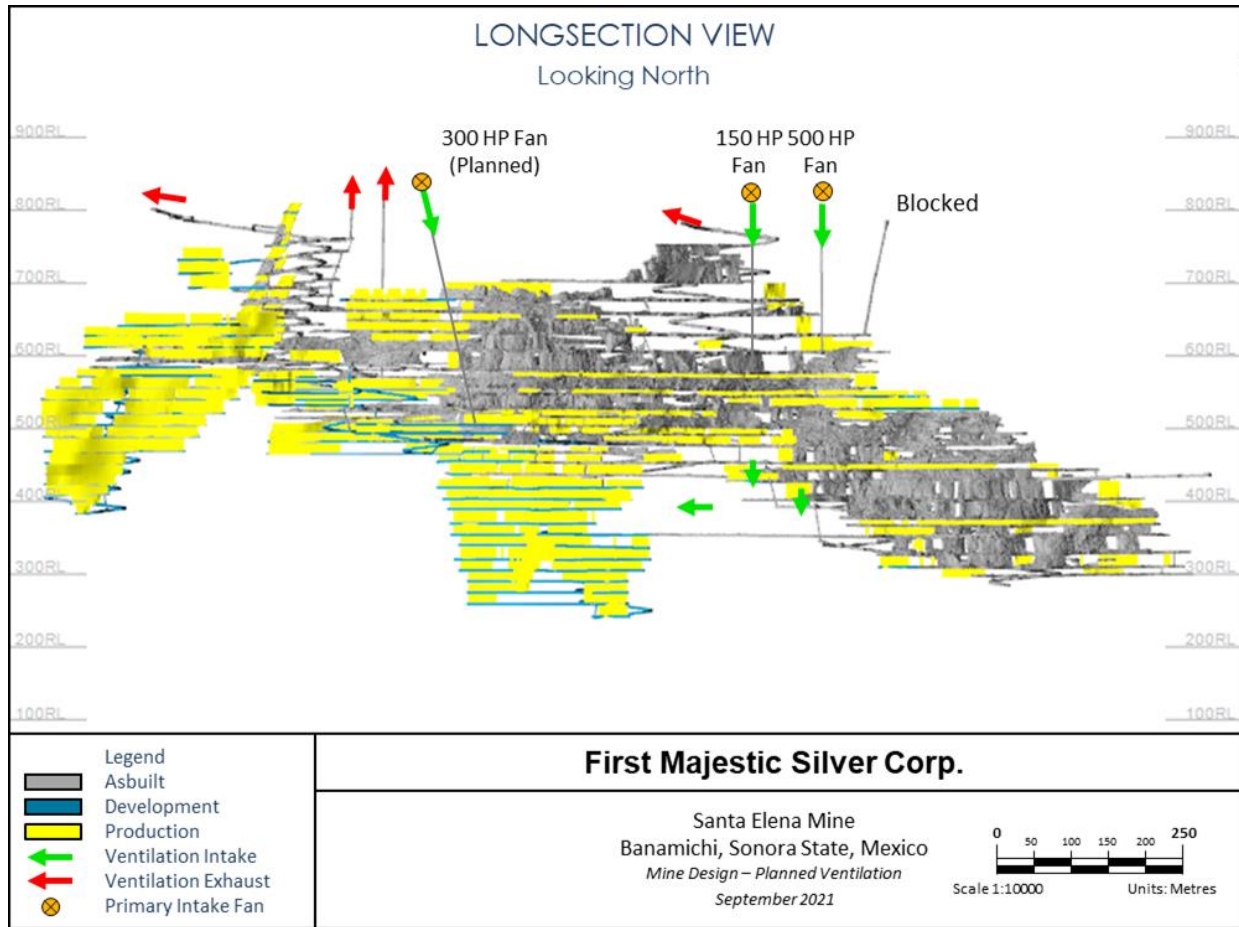 LONGSECTION VIEW
Looking North
900RL
900RL
300 HP Fan
(Planned)
150 HP
Fan
500 HP
Fan
800RL
Blocked
800RL
700RL
700RL
600RL
600RL
500RL
500RL
400RL
400RL
300RL
300RL
200RL
200RL
100RL
100RL
Legend
Asbuilt
Development
Production
Ventilation Intake
Ventilation Exhaust
Primary Intake Fan
First Majestic Silver Corp.
Santa Elena Mine
Banamichi, Sonora State, Mexico
Mine Design – Planned Ventilation
September 2021
0 50 100 150 200 250
Scale 1:10000 Units: Metres